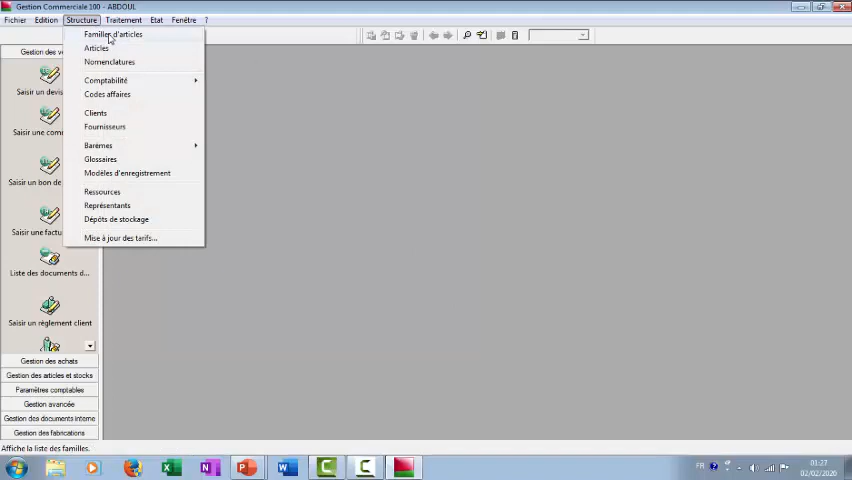 Gestion Commerciale 100 - ABDOUL
Fichier Edition Structure Traitement Etat Fenêtre ?
Familles d'articles
Articles
Nomenclatures
Comptabilité
Codes affaires
Clients
Fournisseurs
Barèmes
Glossaires
Modèles d'enregistrement
Ressources
Représentants
Dépôts de stockage
Mise à jour des tarifs...
Gestion des ve
Saisir un devis
Saisir une com
Saisir un bon de
Saisir une factu
Liste des documents d...
Saisir un règlement client
Gestion des achats
Gestion des articles et stocks
Paramètres comptables
Gestion avancée
Gestion des documents interne
Gestion des fabrications
Affiche la liste des familles.
FR
01:27
02/02/2020